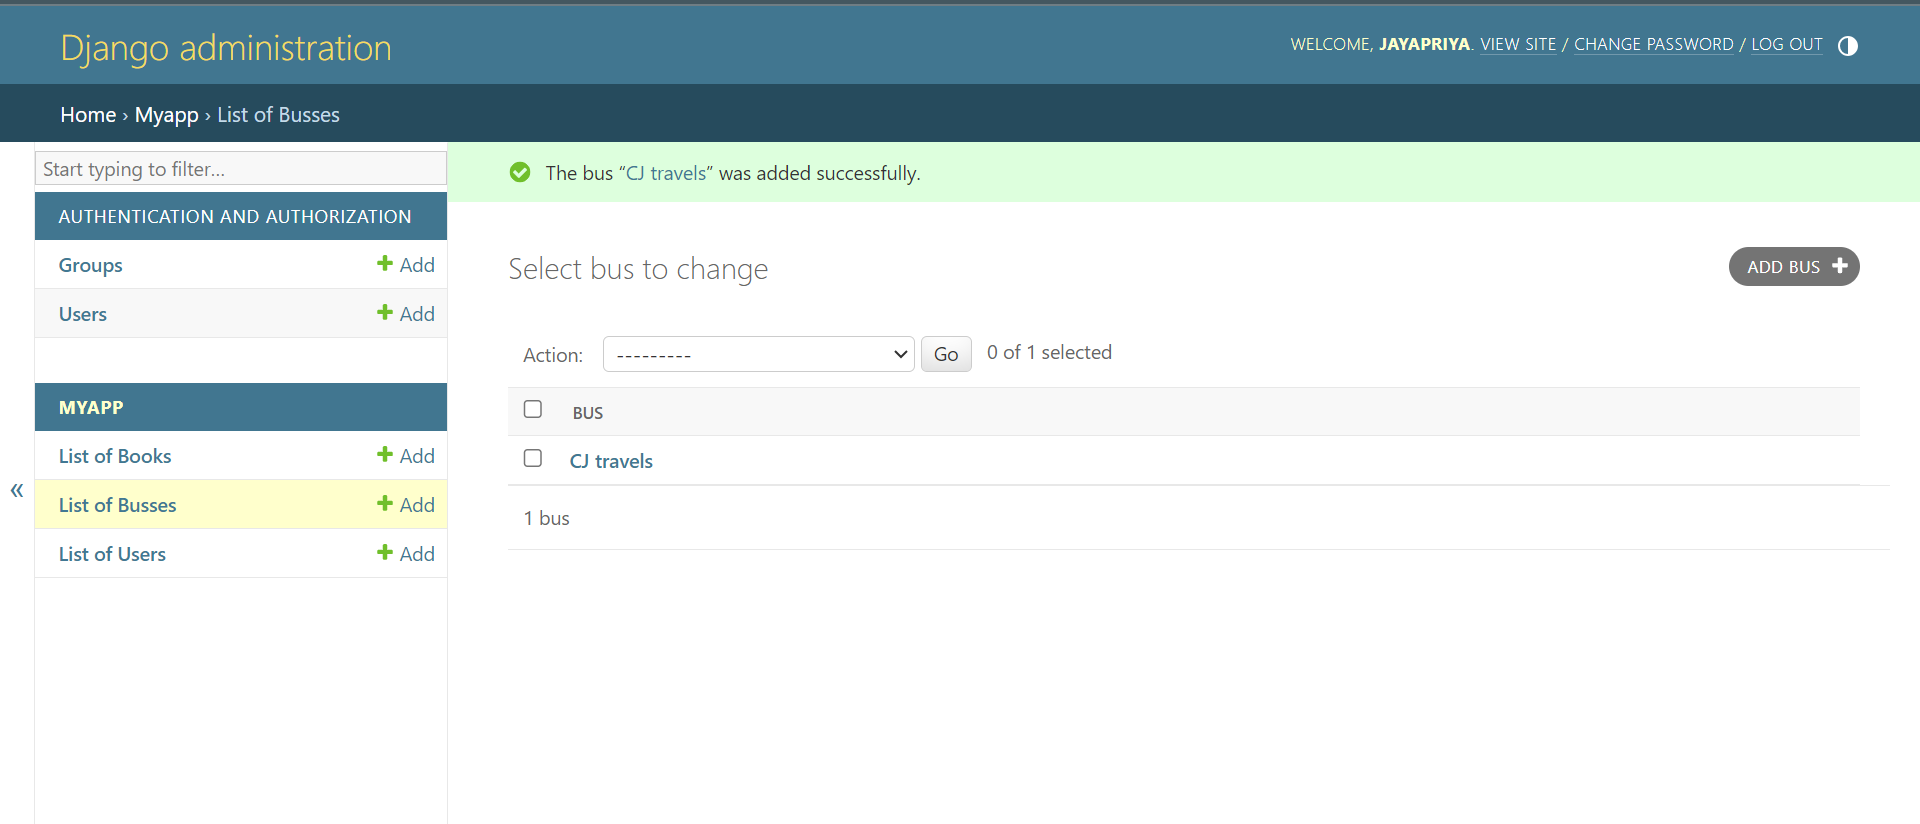 Django administration
WELCOME, JAYAPRIYA. VIEW SITE / CHANGE PASSWORD / LOG OUT
Home › Myapp › List of Busses
Start typing to filter...
AUTHENTICATION AND AUTHORIZATION
Groups Add
Users Add
MYAPP
List of Books Add
List of Busses Add
List of Users Add
«
The bus “CJ travels” was added successfully.
Select bus to change
ADD BUS
Action: --------- Go 0 of 1 selected
BUS
CJ travels
1 bus